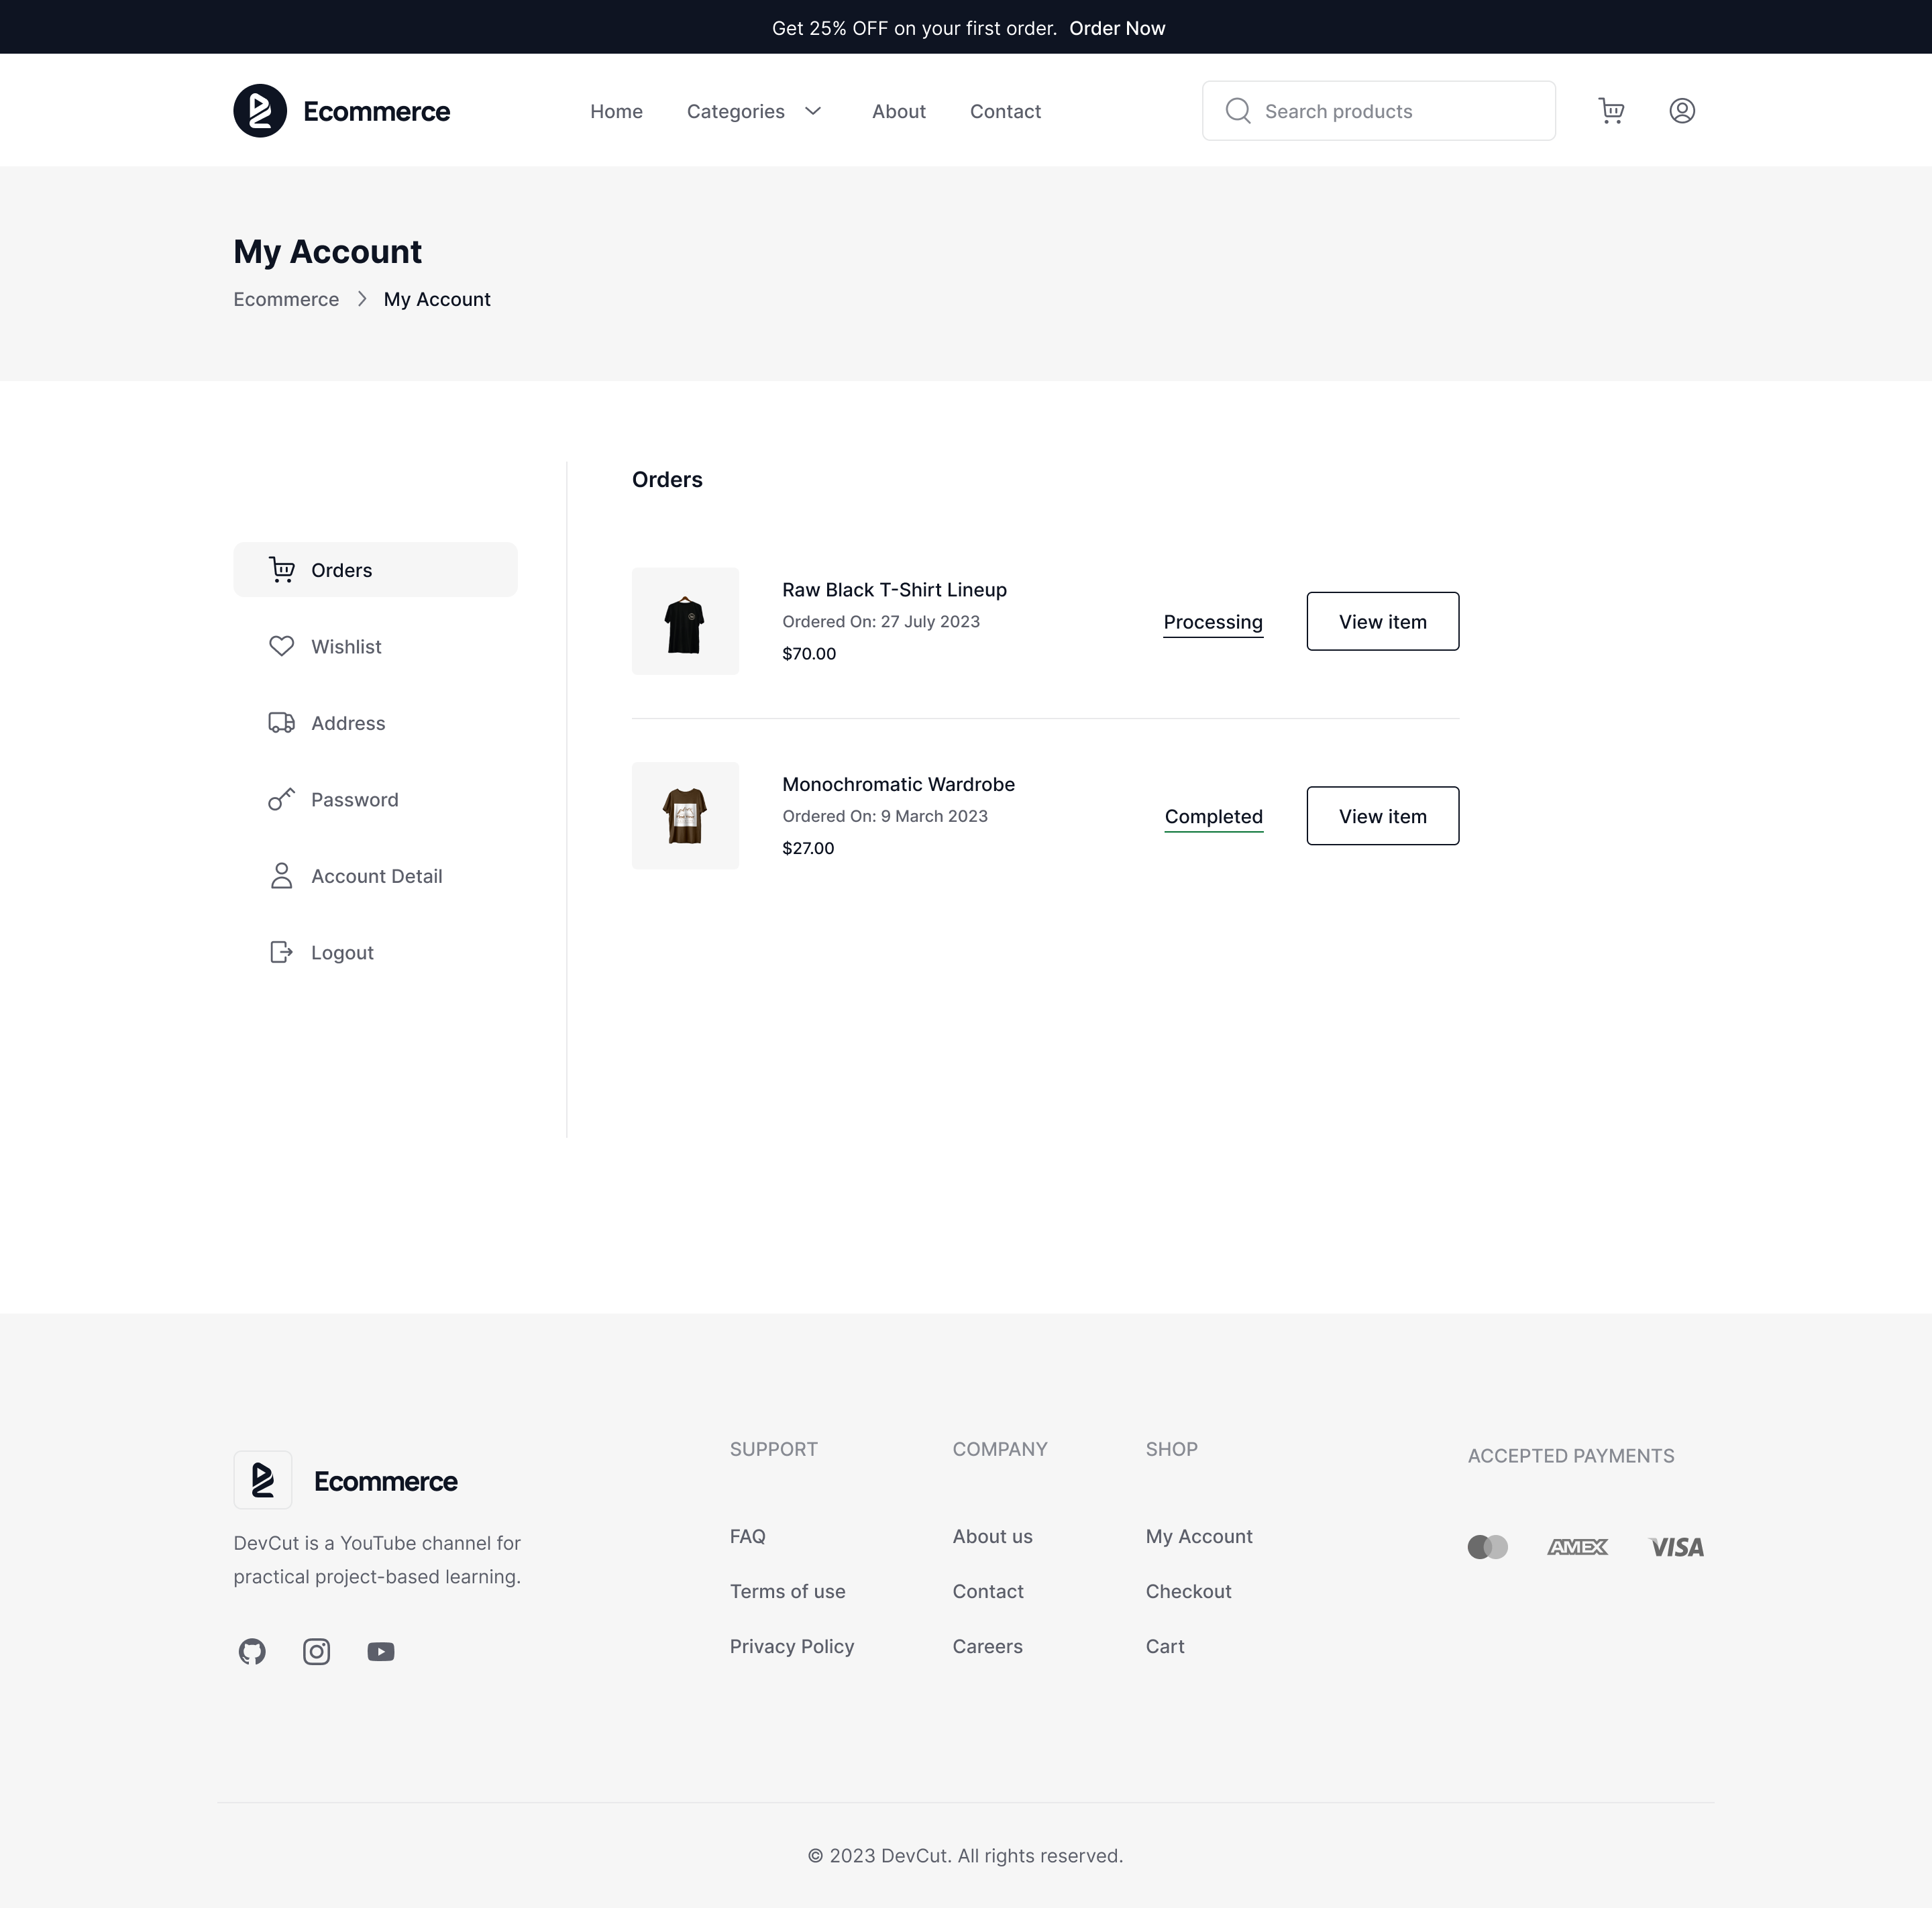 Get 25% OFF on your first order. Order Now
Ecommerce
Home Categories About Contact
Search products
My Account
Ecommerce My Account
Orders
Wishlist
Address
Password
Account Detail
Logout
Orders
Raw Black T-Shirt Lineup
Ordered On: 27 July 2023
$70.00
Processing
View item
Monochromatic Wardrobe
Ordered On: 9 March 2023
$27.00
Completed
View item
Ecommerce
DevCut is a YouTube channel for
practical project-based learning.
SUPPORT
FAQ
Terms of use
Privacy Policy
COMPANY
About us
Contact
Careers
SHOP
My Account
Checkout
Cart
ACCEPTED PAYMENTS
AMEX
VISA
© 2023 DevCut. All rights reserved.